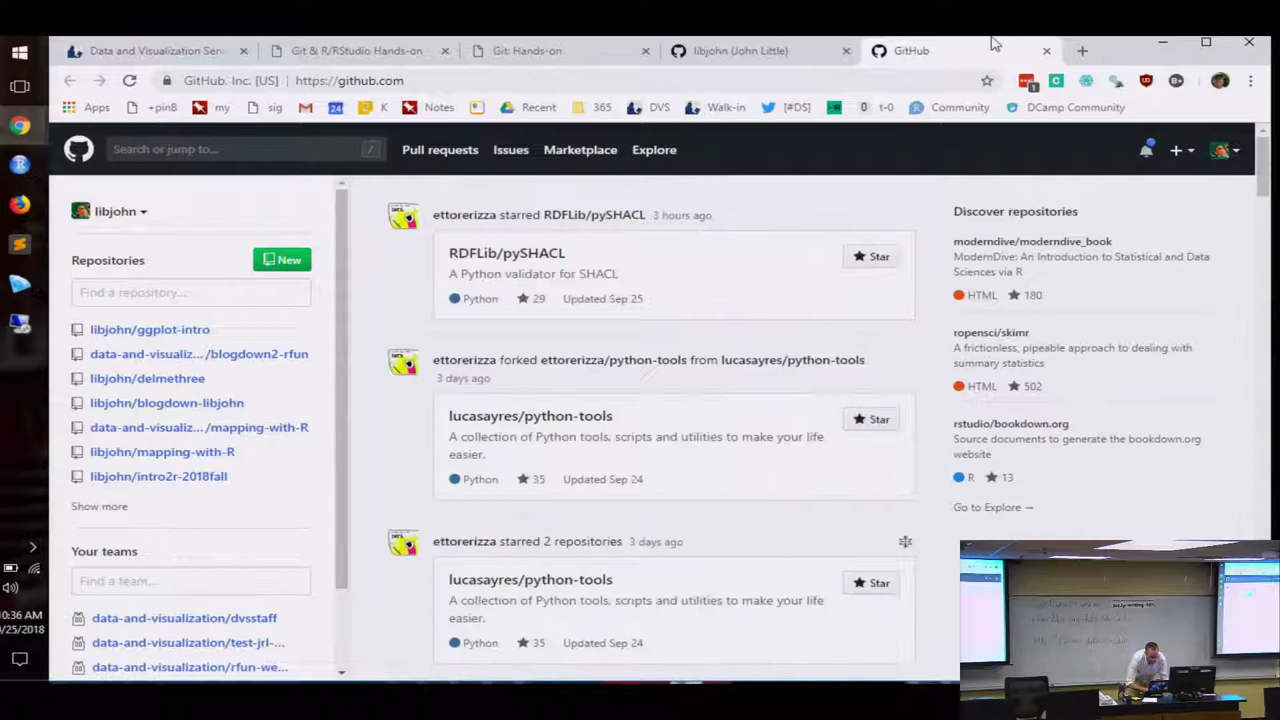 Data and Visualization Serv
Git & R/RStudio Hands-on
Git: Hands-on
libjohn (John Little)
GitHub
GitHub, Inc. [US] | https://github.com
Apps
+pinB
my
sig
24
K
Notes
Recent
365
DVS
Walk-in
[#DS]
0 t-0
Community
DCamp Community
Search or jump to...
/
Pull requests
Issues
Marketplace
Explore
libjohn
Repositories
New
Find a repository...
libjohn/ggplot-intro
data-and-visualiz... /blogdown2-rfun
libjohn/delmethree
libjohn/blogdown-libjohn
data-and-visualiz... /mapping-with-R
libjohn/mapping-with-R
libjohn/intro2r-2018fall
Show more
Your teams
Find a team...
data-and-visualization/dvsstaff
data-and-visualization/test-jrl-...
data-and-visualization/rfun-we...
ettorerizza starred RDFLib/pySHACL 3 hours ago
RDFLib/pySHACL
Star
A Python validator for SHACL
Python 29 Updated Sep 25
ettorerizza forked ettorerizza/python-tools from lucasayres/python-tools
3 days ago
lucasayres/python-tools
Star
A collection of Python tools, scripts and utilities to make your life
easier.
Python 35 Updated Sep 24
ettorerizza starred 2 repositories 3 days ago
lucasayres/python-tools
Star
A collection of Python tools, scripts and utilities to make your life
easier.
Python 35 Updated Sep 24
Discover repositories
moderndive/moderndive_book
ModernDive: An Introduction to Statistical and Data
Sciences via R
HTML 180
ropensci/skimr
A frictionless, pipeable approach to dealing with
summary statistics
HTML 502
rstudio/bookdown.org
Source documents to generate the bookdown.org
website
R 13
Go to Explore →
0:36 AM
/25/2018